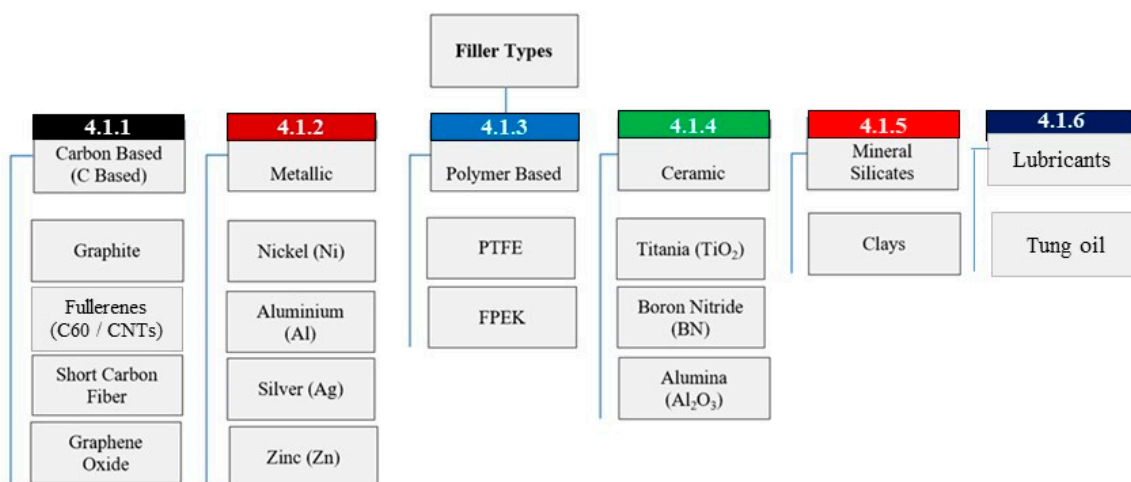 Filler Types
4.1.1
Carbon Based
(C Based)
Graphite
Fullerenes
(C60 / CNTs)
Short Carbon
Fiber
Graphene
Oxide
4.1.2
Metallic
Nickel (Ni)
Aluminium
(Al)
Silver (Ag)
Zinc (Zn)
4.1.3
Polymer Based
PTFE
FPEK
4.1.4
Ceramic
Titania (TiO₂)
Boron Nitride
(BN)
Alumina
(Al₂O₃)
4.1.5
Mineral
Silicates
Clays
4.1.6
Lubricants
Tung oil